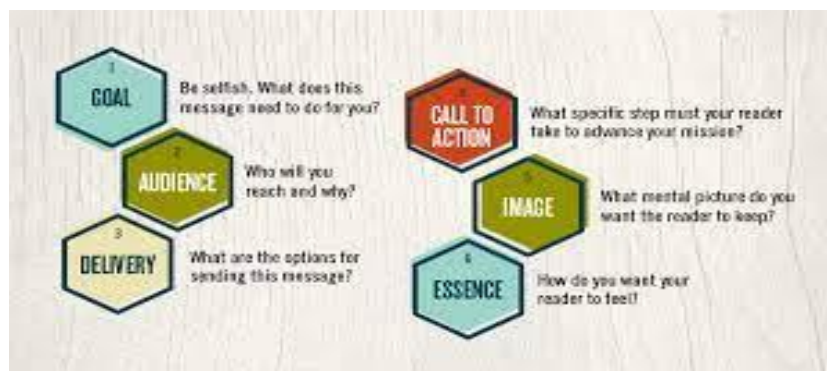 1
GOAL
Be selfish. What does this
message need to do for you?
2
AUDIENCE
Who will you
reach and why?
3
DELIVERY
What are the options for
sending this message?
4
CALL TO
ACTION
What specific step must your reader
take to advance your mission?
5
IMAGE
What mental picture do you
want the reader to keep?
6
ESSENCE
How do you want your
reader to feel?